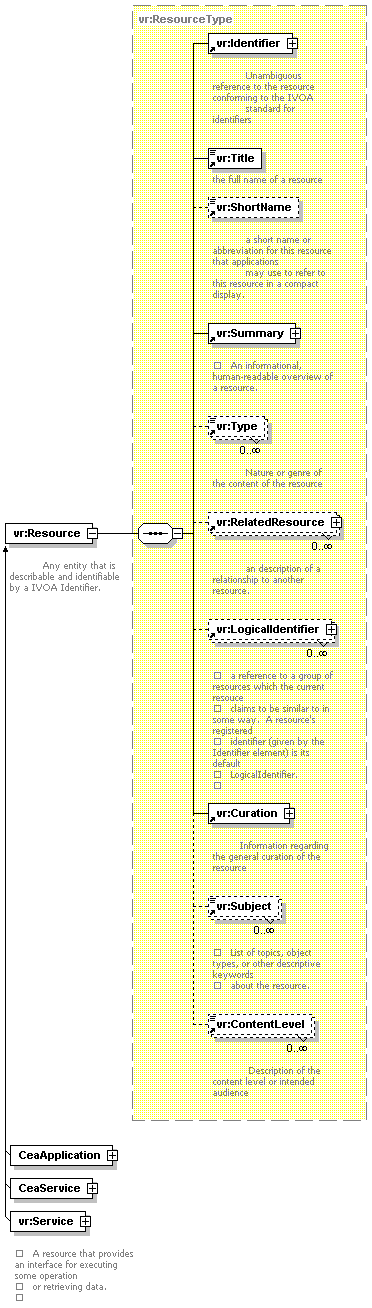 vr:ResourceType
vr:Identifier
Unambiguous
reference to the resource
conforming to the IVOA
standard for
identifiers
vr:Title
the full name of a resource
vr:ShortName
a short name or
abbreviation for this resource
that applications
may use to refer to
this resource in a compact
display.
vr:Summary
An informational,
human-readable overview of
a resource.
vr:Type
0..∞
Nature or genre of
the content of the resource
vr:RelatedResource
0..∞
an description of a
relationship to another
resource.
vr:Resource
Any entity that is
describable and identifiable
by a IVOA Identifier.
vr:LogicalIdentifier
0..∞
a reference to a group of
resources which the current
resouce
claims to be similar to in
some way. A resource's
registered
identifier (given by the
Identifier element) is its
default
LogicalIdentifier.
vr:Curation
Information regarding
the general curation of the
resource
vr:Subject
0..∞
List of topics, object
types, or other descriptive
keywords
about the resource.
vr:ContentLevel
0..∞
Description of the
content level or intended
audience
CeaApplication
CeaService
vr:Service
A resource that provides
an interface for executing
some operation
or retrieving data.